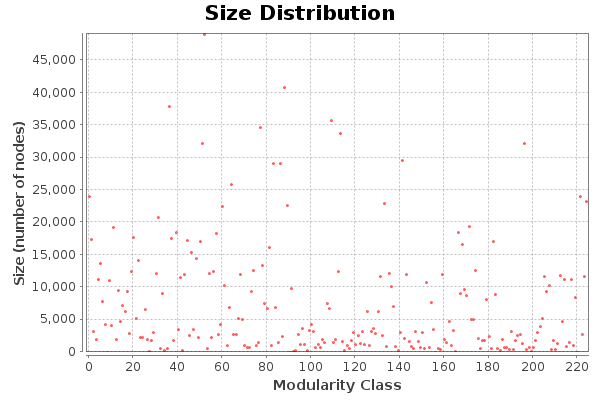 Size Distribution
Size (number of nodes)
45,000
40,000
35,000
30,000
25,000
20,000
15,000
10,000
5,000
0
0 20 40 60 80 100 120 140 160 180 200 220
Modularity Class